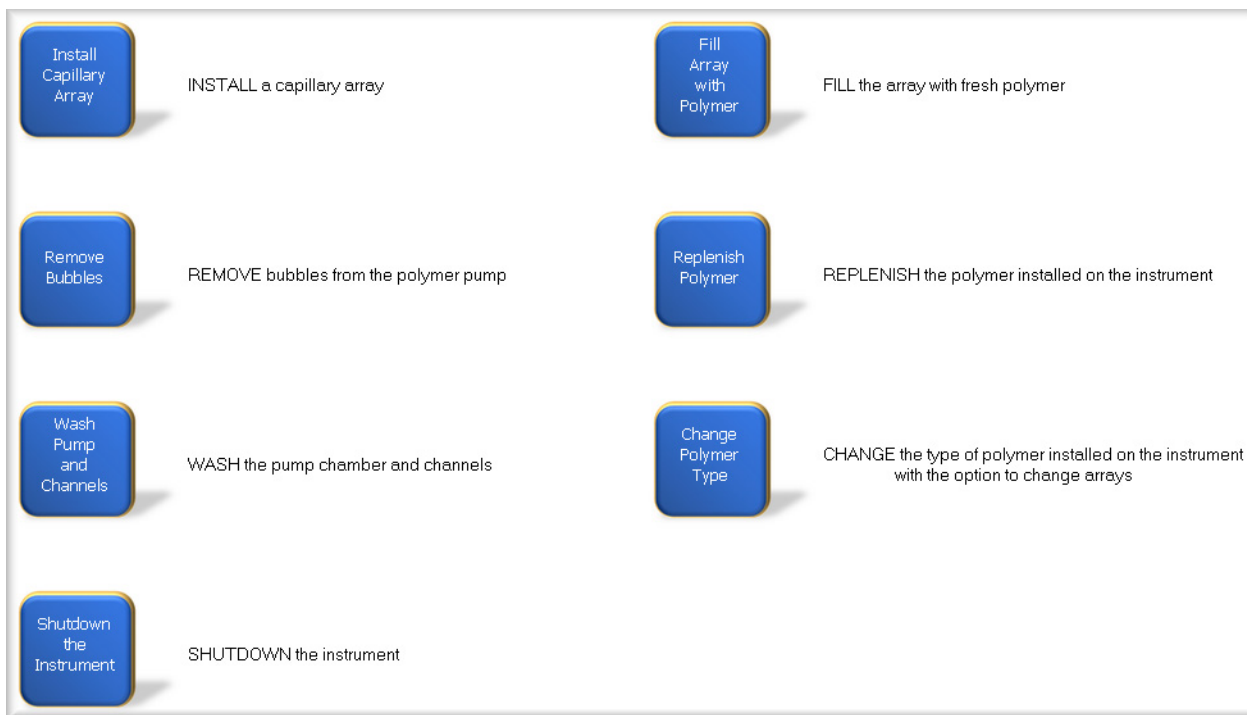 Install
Capillary
Array
INSTALL a capillary array
Fill
Array
with
Polymer
FILL the array with fresh polymer
Remove
Bubbles
REMOVE bubbles from the polymer pump
Replenish
Polymer
REPLENISH the polymer installed on the instrument
Wash
Pump
and
Channels
WASH the pump chamber and channels
Change
Polymer
Type
CHANGE the type of polymer installed on the instrument
with the option to change arrays
Shutdown
the
Instrument
SHUTDOWN the instrument